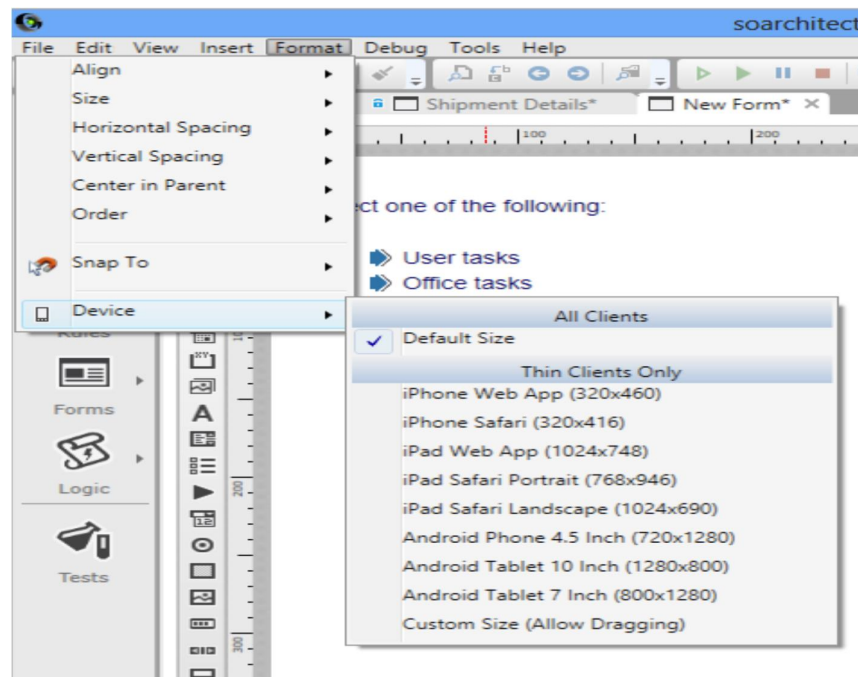 soarchitect
File Edit View Insert Format Debug Tools Help
Align
Size
Horizontal Spacing
Vertical Spacing
Center in Parent
Order
Snap To
Device
Shipment Details*
New Form*
100
200
ct one of the following:
User tasks
Office tasks
All Clients
Default Size
Thin Clients Only
iPhone Web App (320x460)
iPhone Safari (320x416)
iPad Web App (1024x748)
iPad Safari Portrait (768x946)
iPad Safari Landscape (1024x690)
Android Phone 4.5 Inch (720x1280)
Android Tablet 10 Inch (1280x800)
Android Tablet 7 Inch (800x1280)
Custom Size (Allow Dragging)
Rules
Forms
Logic
Tests
200
300